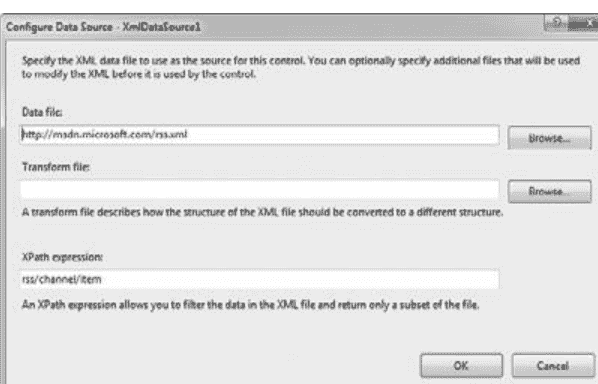 Configure Data Source - XmlDataSource1
Specify the XML data file to use as the source for this control. You can optionally specify additional files that will be used
to modify the XML before it is used by the control.
Data file:
http://msdn.microsoft.com/rss.xml
Browse...
Transform file:
Browse...
A transform file describes how the structure of the XML file should be converted to a different structure.
XPath expression:
rss/channel/item
An XPath expression allows you to filter the data in the XML file and return only a subset of the file.
OK
Cancel